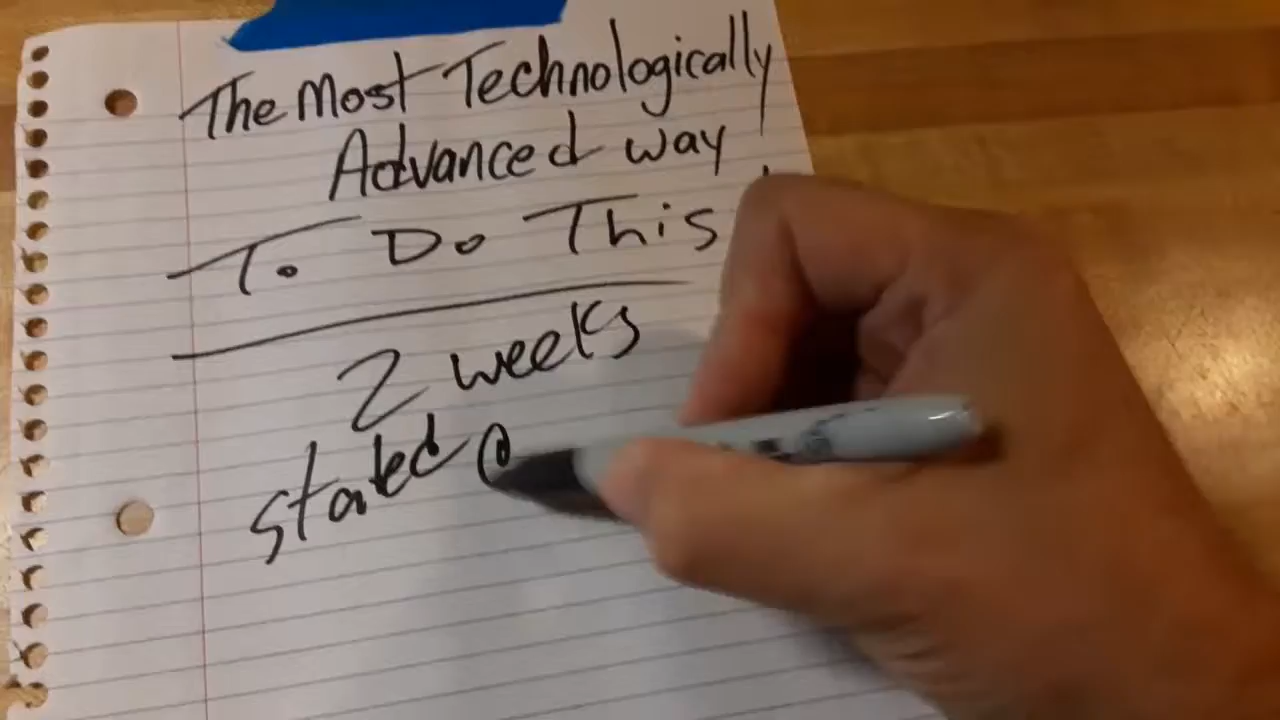 The Most Technologically
Advanced way
To Do This
2 weeks
stated @